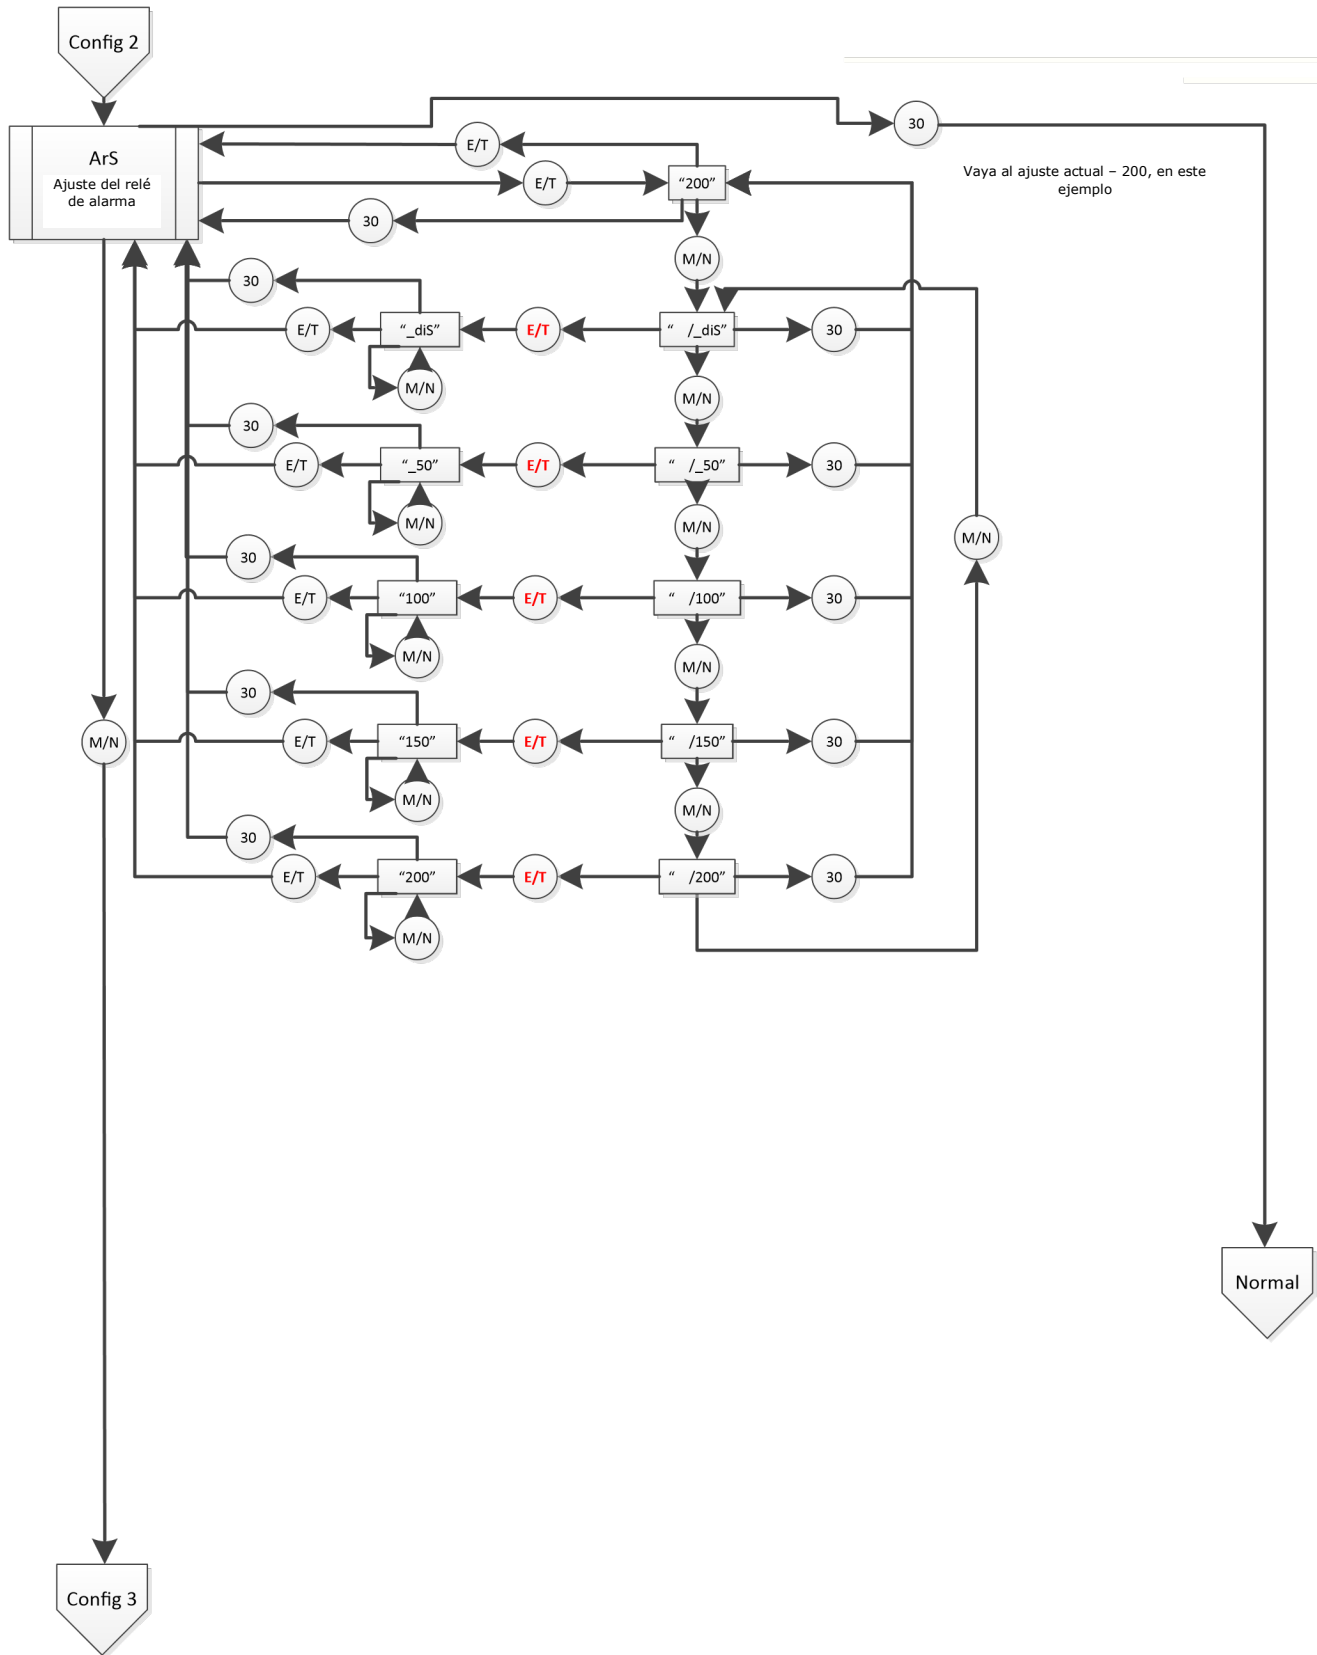 Config 2
30
ArS
Ajuste del relé
de alarma
E/T
E/T
“200”
30
Vaya al ajuste actual – 200, en este
ejemplo
M/N
30
E/T
“_diS”
E/T
“ /_diS”
30
M/N
M/N
30
E/T
“_50”
E/T
“ /_50”
30
M/N
M/N
M/N
30
E/T
“100”
E/T
“ /100”
30
M/N
M/N
30
M/N
E/T
“150”
E/T
“ /150”
30
M/N
M/N
30
E/T
“200”
E/T
“ /200”
30
M/N
Normal
Config 3